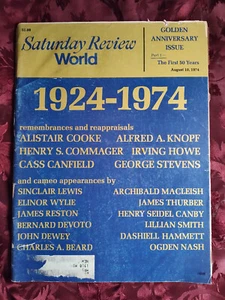 Saturday Review
World
GOLDEN
ANNIVERSARY
ISSUE
The First 50 Years
August 10, 1974
1924-1974
remembrances and reappraisals
ALISTAIR COOKE ALFRED A. KNOPF
HENRY S. COMMAGER IRVING HOWE
CASS CANFIELD GEORGE STEVENS
and cameo appearances by
SINCLAIR LEWIS ARCHIBALD MACLEISH
ELINOR WYLIE JAMES THURBER
JAMES RESTON HENRY SEIDEL CANBY
BERNARD DEVOTO LILLIAN SMITH
JOHN DEWEY DASHIELL HAMMETT
CHARLES A. BEARD OGDEN NASH